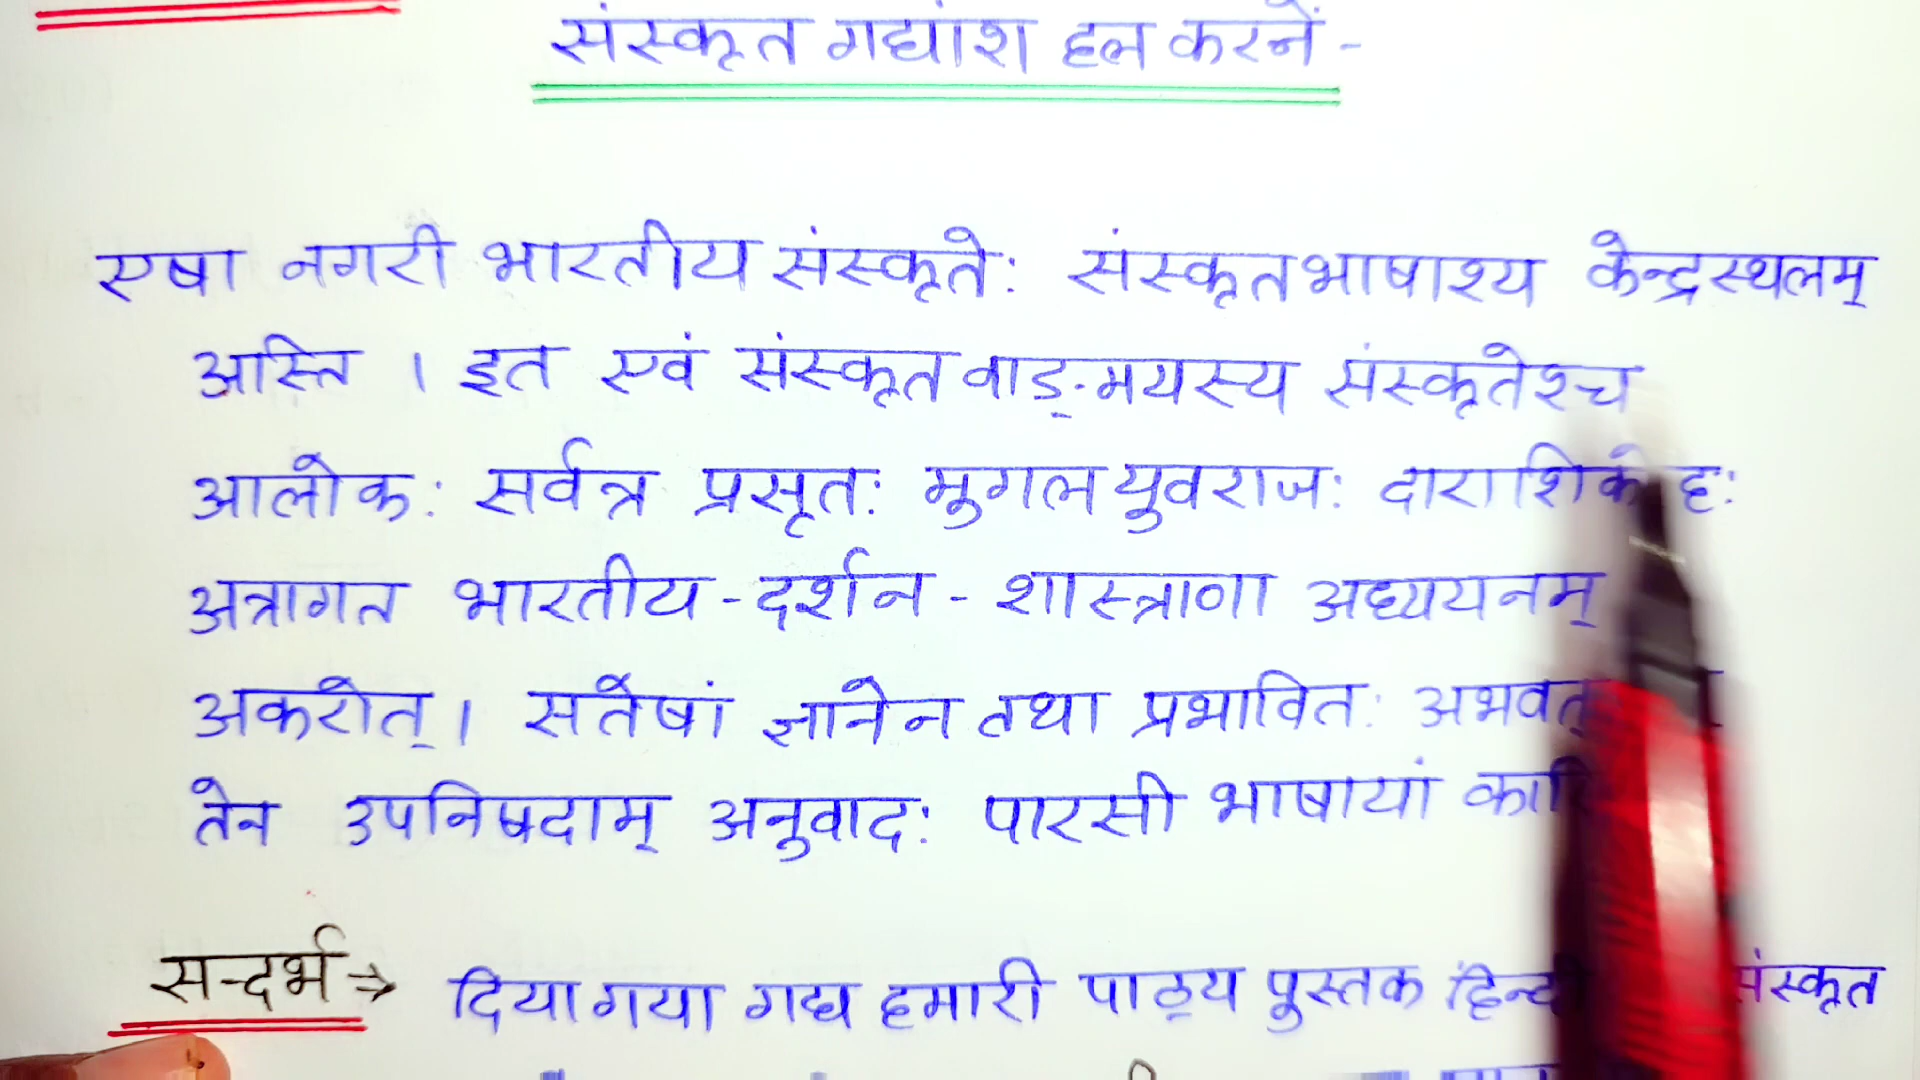 संस्कृत गद्यांश हल करनें -
एषा नगरी भारतीय संस्कृते: संस्कृतभाषाश्य केन्द्रस्थलम्
अस्ति । इत एवं संस्कृत वाङ्-मयस्य संस्कृतेश्च
आलोक: सर्वत्र प्रसृत: मुगलयुवराज: दाराशिकोह:
अत्रागत भारतीय - दर्शन - शास्त्राणा अध्ययनम्
अकरोत् । सतेषां ज्ञानेन तथा प्रभावित: अभवत्
तेन उपनिषदाम् अनुवाद: पारसी भाषायां
सन्दर्भ → दिया गया गद्य हमारी पाठ्य पुस्तक संस्कृत